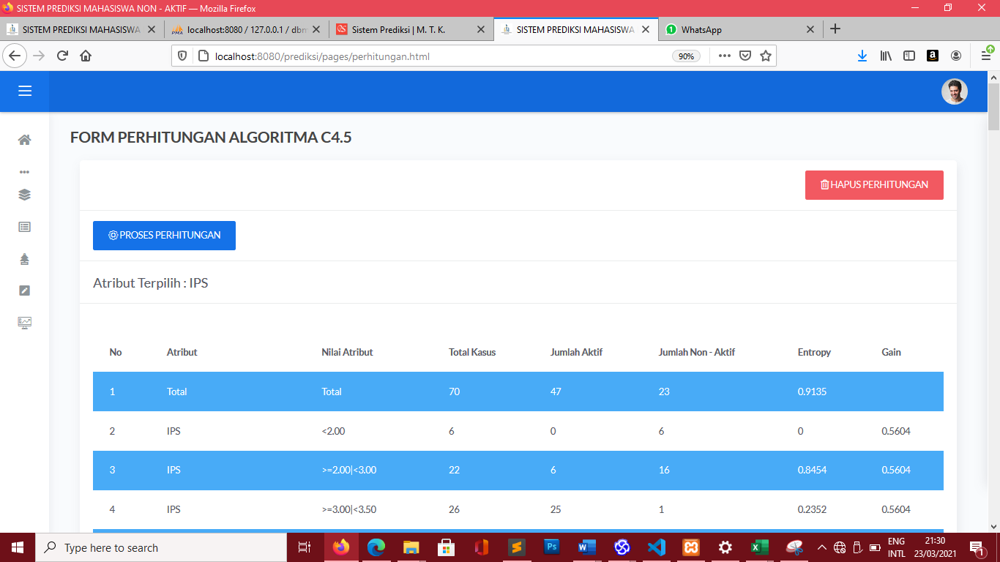 SISTEM PREDIKSI MAHASISWA NON - AKTIF — Mozilla Firefox
SISTEM PREDIKSI MAHASISWA
PMA localhost:8080 / 127.0.0.1 / dbm
Sistem Prediksi | M. T. K.
SISTEM PREDIKSI MAHASISWA
1 WhatsApp
localhost:8080/prediksi/pages/perhitungan.html 90%
FORM PERHITUNGAN ALGORITMA C4.5
HAPUS PERHITUNGAN
PROSES PERHITUNGAN
Atribut Terpilih : IPS
No Atribut Nilai Atribut Total Kasus Jumlah Aktif Jumlah Non - Aktif Entropy Gain
1 Total Total 70 47 23 0.9135
2 IPS <2.00 6 0 6 0 0.5604
3 IPS >=2.00|<3.00 22 6 16 0.8454 0.5604
4 IPS >=3.00|<3.50 26 25 1 0.2352 0.5604
Type here to search
ENG
INTL
21:30
23/03/2021
1